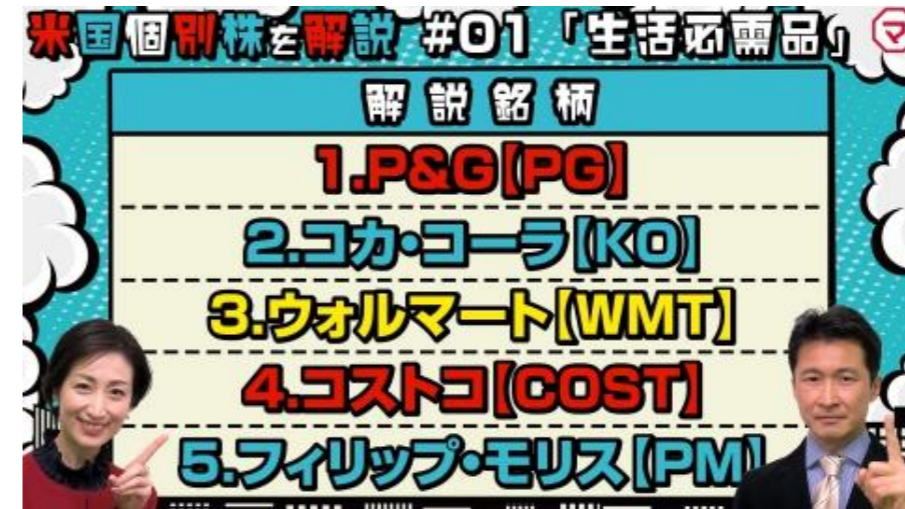 米国個別株を解説 #01 「生活必需品」 マ
解説銘柄
1.P&G【PG】
2.コカ・コーラ【KO】
3.ウォルマート【WMT】
4.コストコ【COST】
5.フィリップ・モリス【PM】